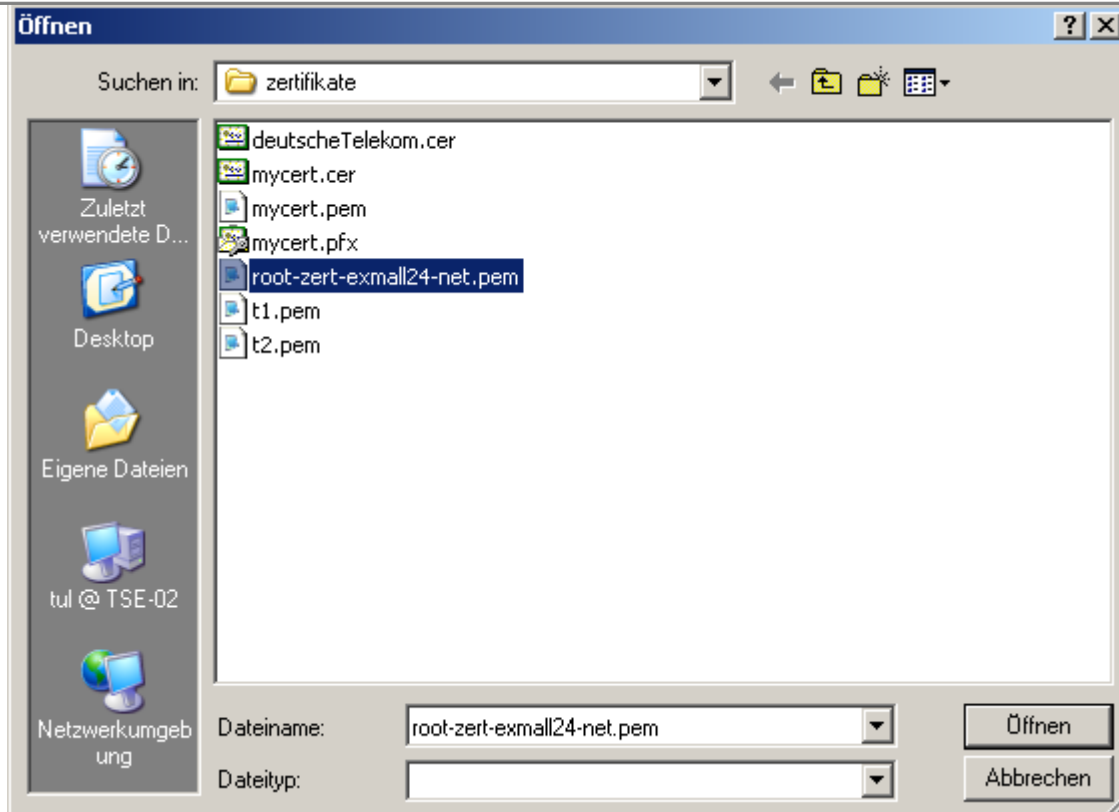 Öffnen
Suchen in:
zertifikate
Zuletzt
verwendete D...
Desktop
Eigene Dateien
tul @ TSE-02
Netzwerkumgeb
ung
deutscheTelekom.cer
mycert.cer
mycert.pem
mycert.pfx
root-zert-exmall24-net.pem
t1.pem
t2.pem
Dateiname:
root-zert-exmall24-net.pem
Öffnen
Dateityp:
Abbrechen